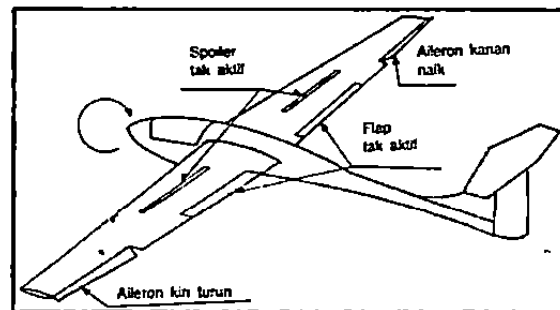 Spoiler
tak aktif
Aileron kanan
naik
Flap
tak aktif
Aileron kiri turun